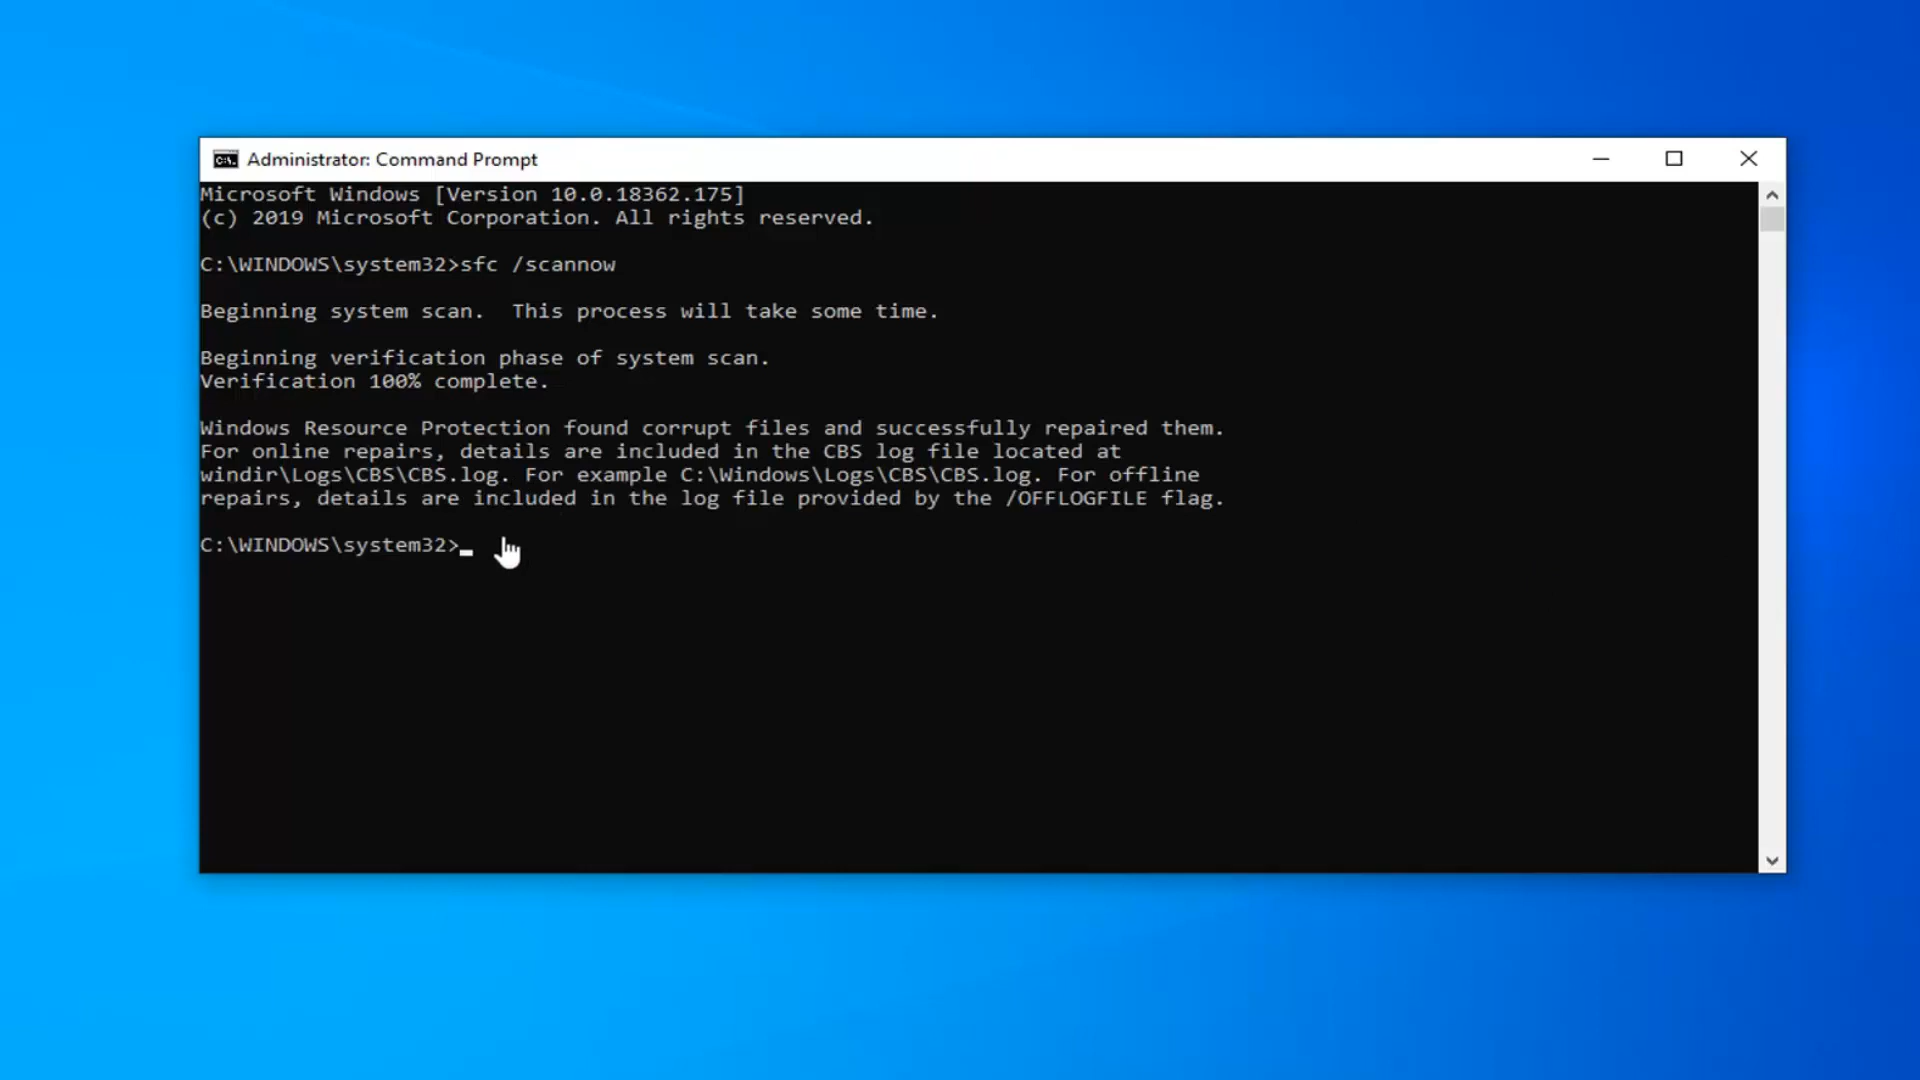 Administrator: Command Prompt
Microsoft Windows [Version 10.0.18362.175]
(c) 2019 Microsoft Corporation. All rights reserved.
C:\WINDOWS\system32>sfc /scannow
Beginning system scan.  This process will take some time.
Beginning verification phase of system scan.
Verification 100% complete.
Windows Resource Protection found corrupt files and successfully repaired them.
For online repairs, details are included in the CBS log file located at
windir\Logs\CBS\CBS.log. For example C:\Windows\Logs\CBS\CBS.log. For offline
repairs, details are included in the log file provided by the /OFFLOGFILE flag.
C:\WINDOWS\system32>